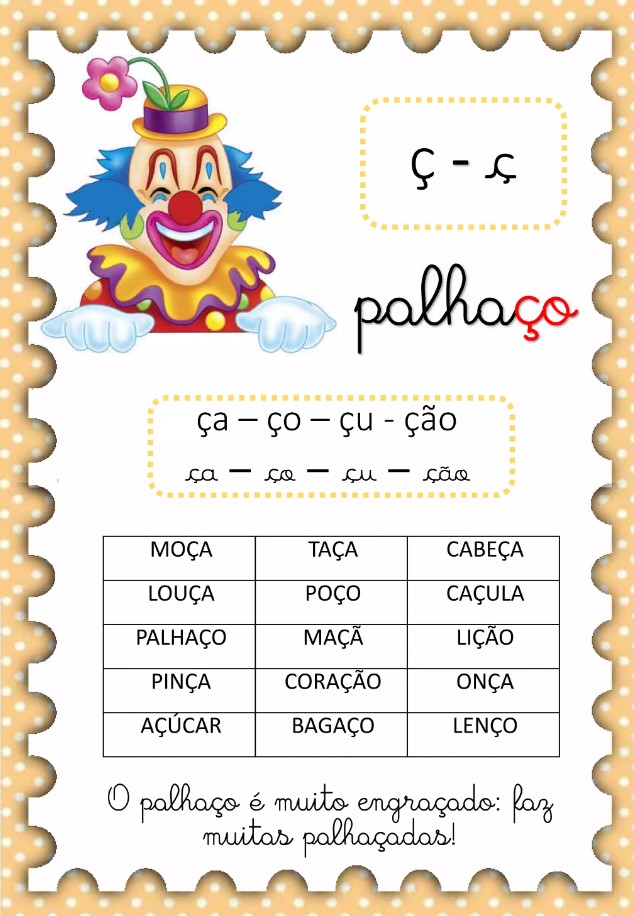 ç - ç
palhaço
ça – ço – çu - ção
ça – ço – çu – ção
MOÇA TAÇA CABEÇA
LOUÇA POÇO CAÇULA
PALHAÇO MAÇÃ LIÇÃO
PINÇA CORAÇÃO ONÇA
AÇÚCAR BAGAÇO LENÇO
O palhaço é muito engraçado: faz
muitas palhaçadas!